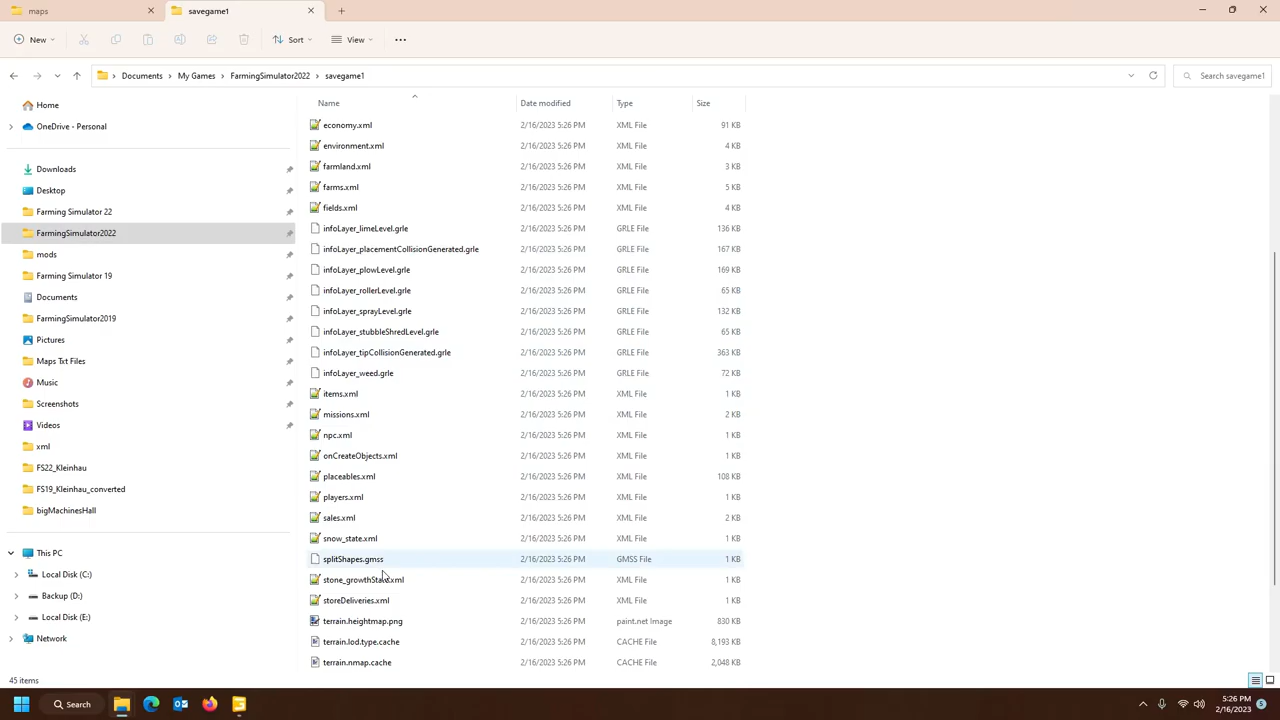 maps
savegame1
New
Sort
View
Documents
My Games
FarmingSimulator2022
savegame1
Search savegame1
Home
OneDrive - Personal
Downloads
Desktop
Farming Simulator 22
FarmingSimulator2022
mods
Farming Simulator 19
Documents
FarmingSimulator2019
Pictures
Maps Txt Files
Music
Screenshots
Videos
xml
FS22_Kleinhau
FS19_Kleinhau_converted
bigMachinesHall
This PC
Local Disk (C:)
Backup (D:)
Local Disk (E:)
Network
Name Date modified Type Size
economy.xml 2/16/2023 5:26 PM XML File 91 KB
environment.xml 2/16/2023 5:26 PM XML File 4 KB
farmland.xml 2/16/2023 5:26 PM XML File 3 KB
farms.xml 2/16/2023 5:26 PM XML File 5 KB
fields.xml 2/16/2023 5:26 PM XML File 4 KB
infoLayer_limeLevel.grle 2/16/2023 5:26 PM GRLE File 136 KB
infoLayer_placementCollisionGenerated.grle 2/16/2023 5:26 PM GRLE File 167 KB
infoLayer_plowLevel.grle 2/16/2023 5:26 PM GRLE File 169 KB
infoLayer_rollerLevel.grle 2/16/2023 5:26 PM GRLE File 65 KB
infoLayer_sprayLevel.grle 2/16/2023 5:26 PM GRLE File 132 KB
infoLayer_stubbleShredLevel.grle 2/16/2023 5:26 PM GRLE File 65 KB
infoLayer_tipCollisionGenerated.grle 2/16/2023 5:26 PM GRLE File 363 KB
infoLayer_weed.grle 2/16/2023 5:26 PM GRLE File 72 KB
items.xml 2/16/2023 5:26 PM XML File 1 KB
missions.xml 2/16/2023 5:26 PM XML File 2 KB
npc.xml 2/16/2023 5:26 PM XML File 1 KB
onCreateObjects.xml 2/16/2023 5:26 PM XML File 1 KB
placeables.xml 2/16/2023 5:26 PM XML File 108 KB
players.xml 2/16/2023 5:26 PM XML File 1 KB
sales.xml 2/16/2023 5:26 PM XML File 1 KB
snow_state.xml 2/16/2023 5:26 PM XML File 1 KB
splitShapes.gmss 2/16/2023 5:26 PM GMSS File 1 KB
stone_growthState.xml 2/16/2023 5:26 PM XML File 1 KB
storeDeliveries.xml 2/16/2023 5:26 PM XML File 1 KB
terrain.heightmap.png 2/16/2023 5:26 PM paint.net Image 830 KB
terrain.lod.type.cache 2/16/2023 5:26 PM CACHE File 8,193 KB
terrain.nmap.cache 2/16/2023 5:26 PM CACHE File 2,048 KB
45 items
Search
5:26 PM
2/16/2023
5